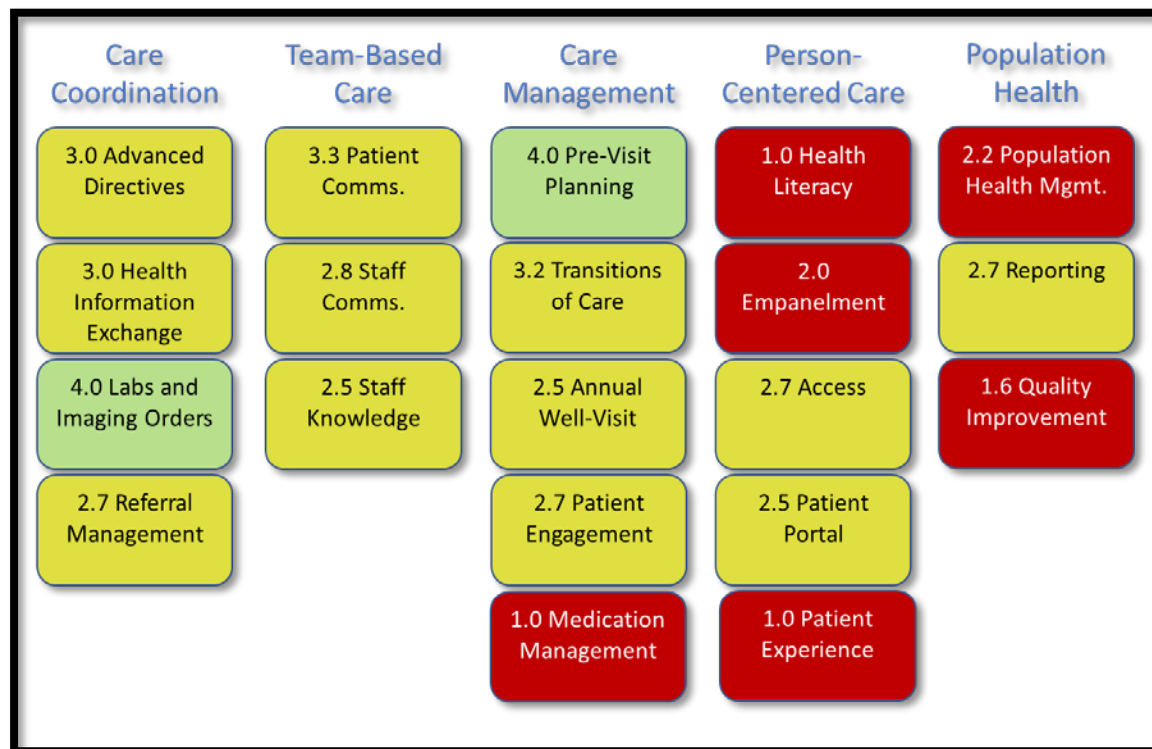 Care
Coordination
3.0 Advanced
Directives
3.0 Health
Information
Exchange
4.0 Labs and
Imaging Orders
2.7 Referral
Management
Team-Based
Care
3.3 Patient
Comms.
2.8 Staff
Comms.
2.5 Staff
Knowledge
Care
Management
4.0 Pre-Visit
Planning
3.2 Transitions
of Care
2.5 Annual
Well-Visit
2.7 Patient
Engagement
1.0 Medication
Management
Person-
Centered Care
1.0 Health
Literacy
2.0
Empanelment
2.7 Access
2.5 Patient
Portal
1.0 Patient
Experience
Population
Health
2.2 Population
Health Mgmt.
2.7 Reporting
1.6 Quality
Improvement